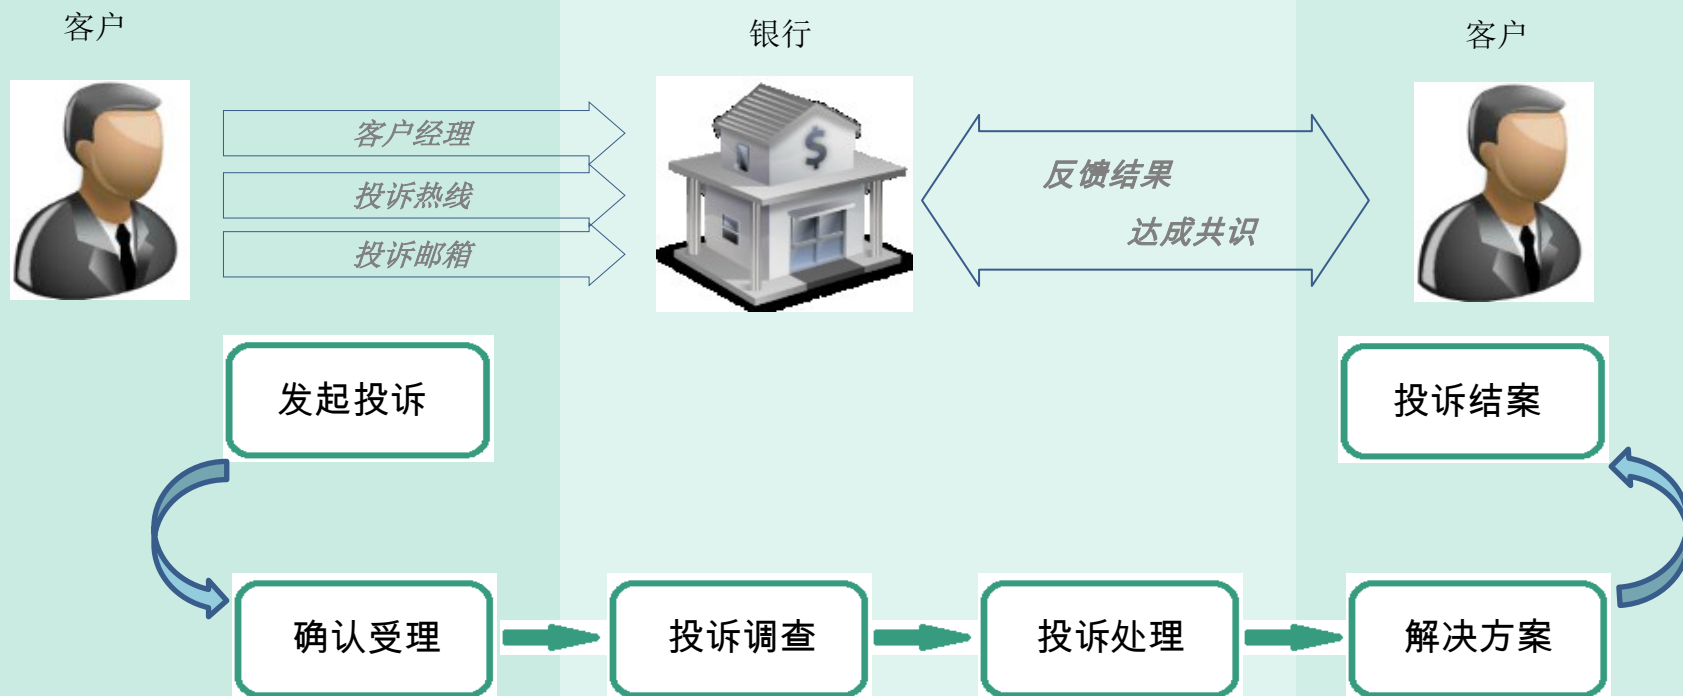 客户
银行
客户
客户经理
投诉热线
投诉邮箱
$
反馈结果
达成共识
发起投诉
投诉结案
确认受理
投诉调查
投诉处理
解决方案